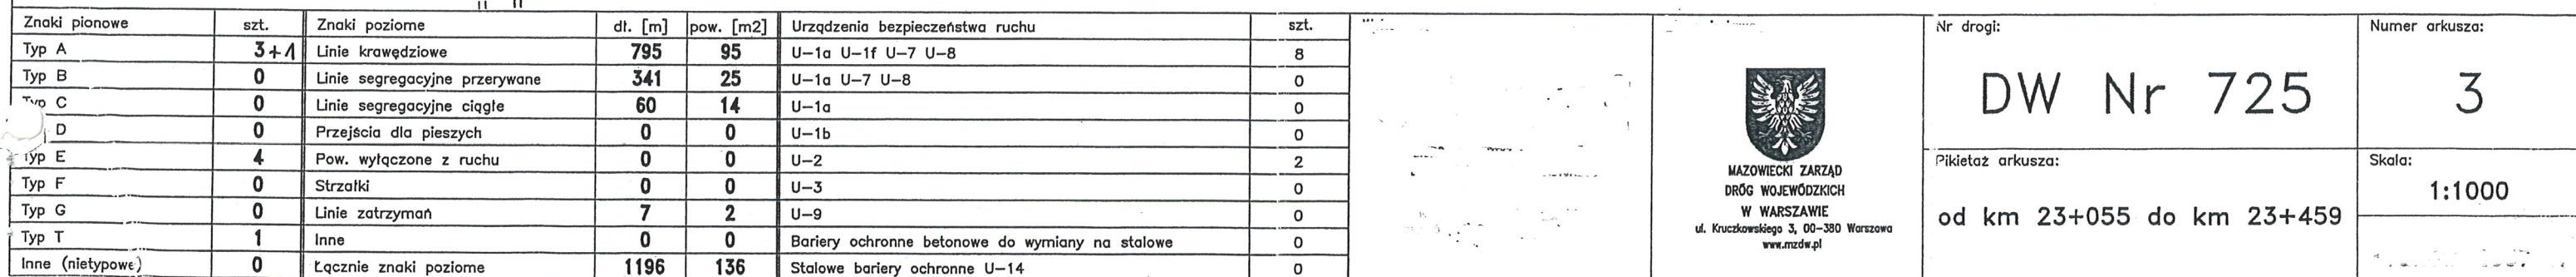 Znaki pionowe szt. Znaki poziome dł. [m] pow. [m2] Urządzenia bezpieczeństwa ruchu szt.
Typ A 3+1 Linie krawędziowe 795 95 U-1a U-1f U-7 U-8 8
Typ B 0 Linie segregacyjne przerywane 341 25 U-1a U-7 U-8 0
Typ C 0 Linie segregacyjne ciągłe 60 14 U-1a 0
D 0 Przejścia dla pieszych 0 0 U-1b 0
Typ E 4 Pow. wyłączone z ruchu 0 0 U-2 2
Typ F 0 Strzałki 0 0 U-3 0
Typ G 0 Linie zatrzymań 7 2 U-9 0
Typ T 1 Inne 0 0 Bariery ochronne betonowe do wymiany na stalowe 0
Inne (nietypowe) 0 Łącznie znaki poziome 1196 136 Stalowe bariery ochronne U-14 0
MAZOWIECKI ZARZĄD
DRÓG WOJEWÓDZKICH
W WARSZAWIE
ul. Kruczkowskiego 3, 00-380 Warszawa
www.mzdw.pl
Nr drogi:
DW Nr 725
Numer arkusza:
3
Pikietaż arkusza:
od km 23+055 do km 23+459
Skala:
1:1000